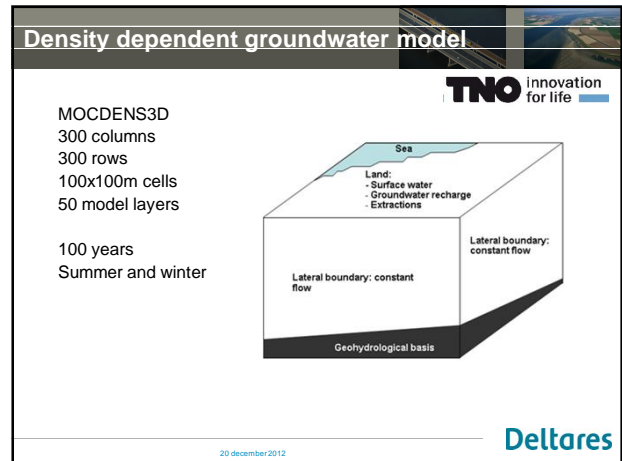 Density dependent groundwater model
TNO innovation
for life
MOCDENS3D
300 columns
300 rows
100x100m cells
50 model layers
100 years
Summer and winter
Sea
Land:
- Surface water
- Groundwater recharge
- Extractions
Lateral boundary:
constant flow
Lateral boundary: constant
flow
Geohydrological basis
Deltares
20 december 2012